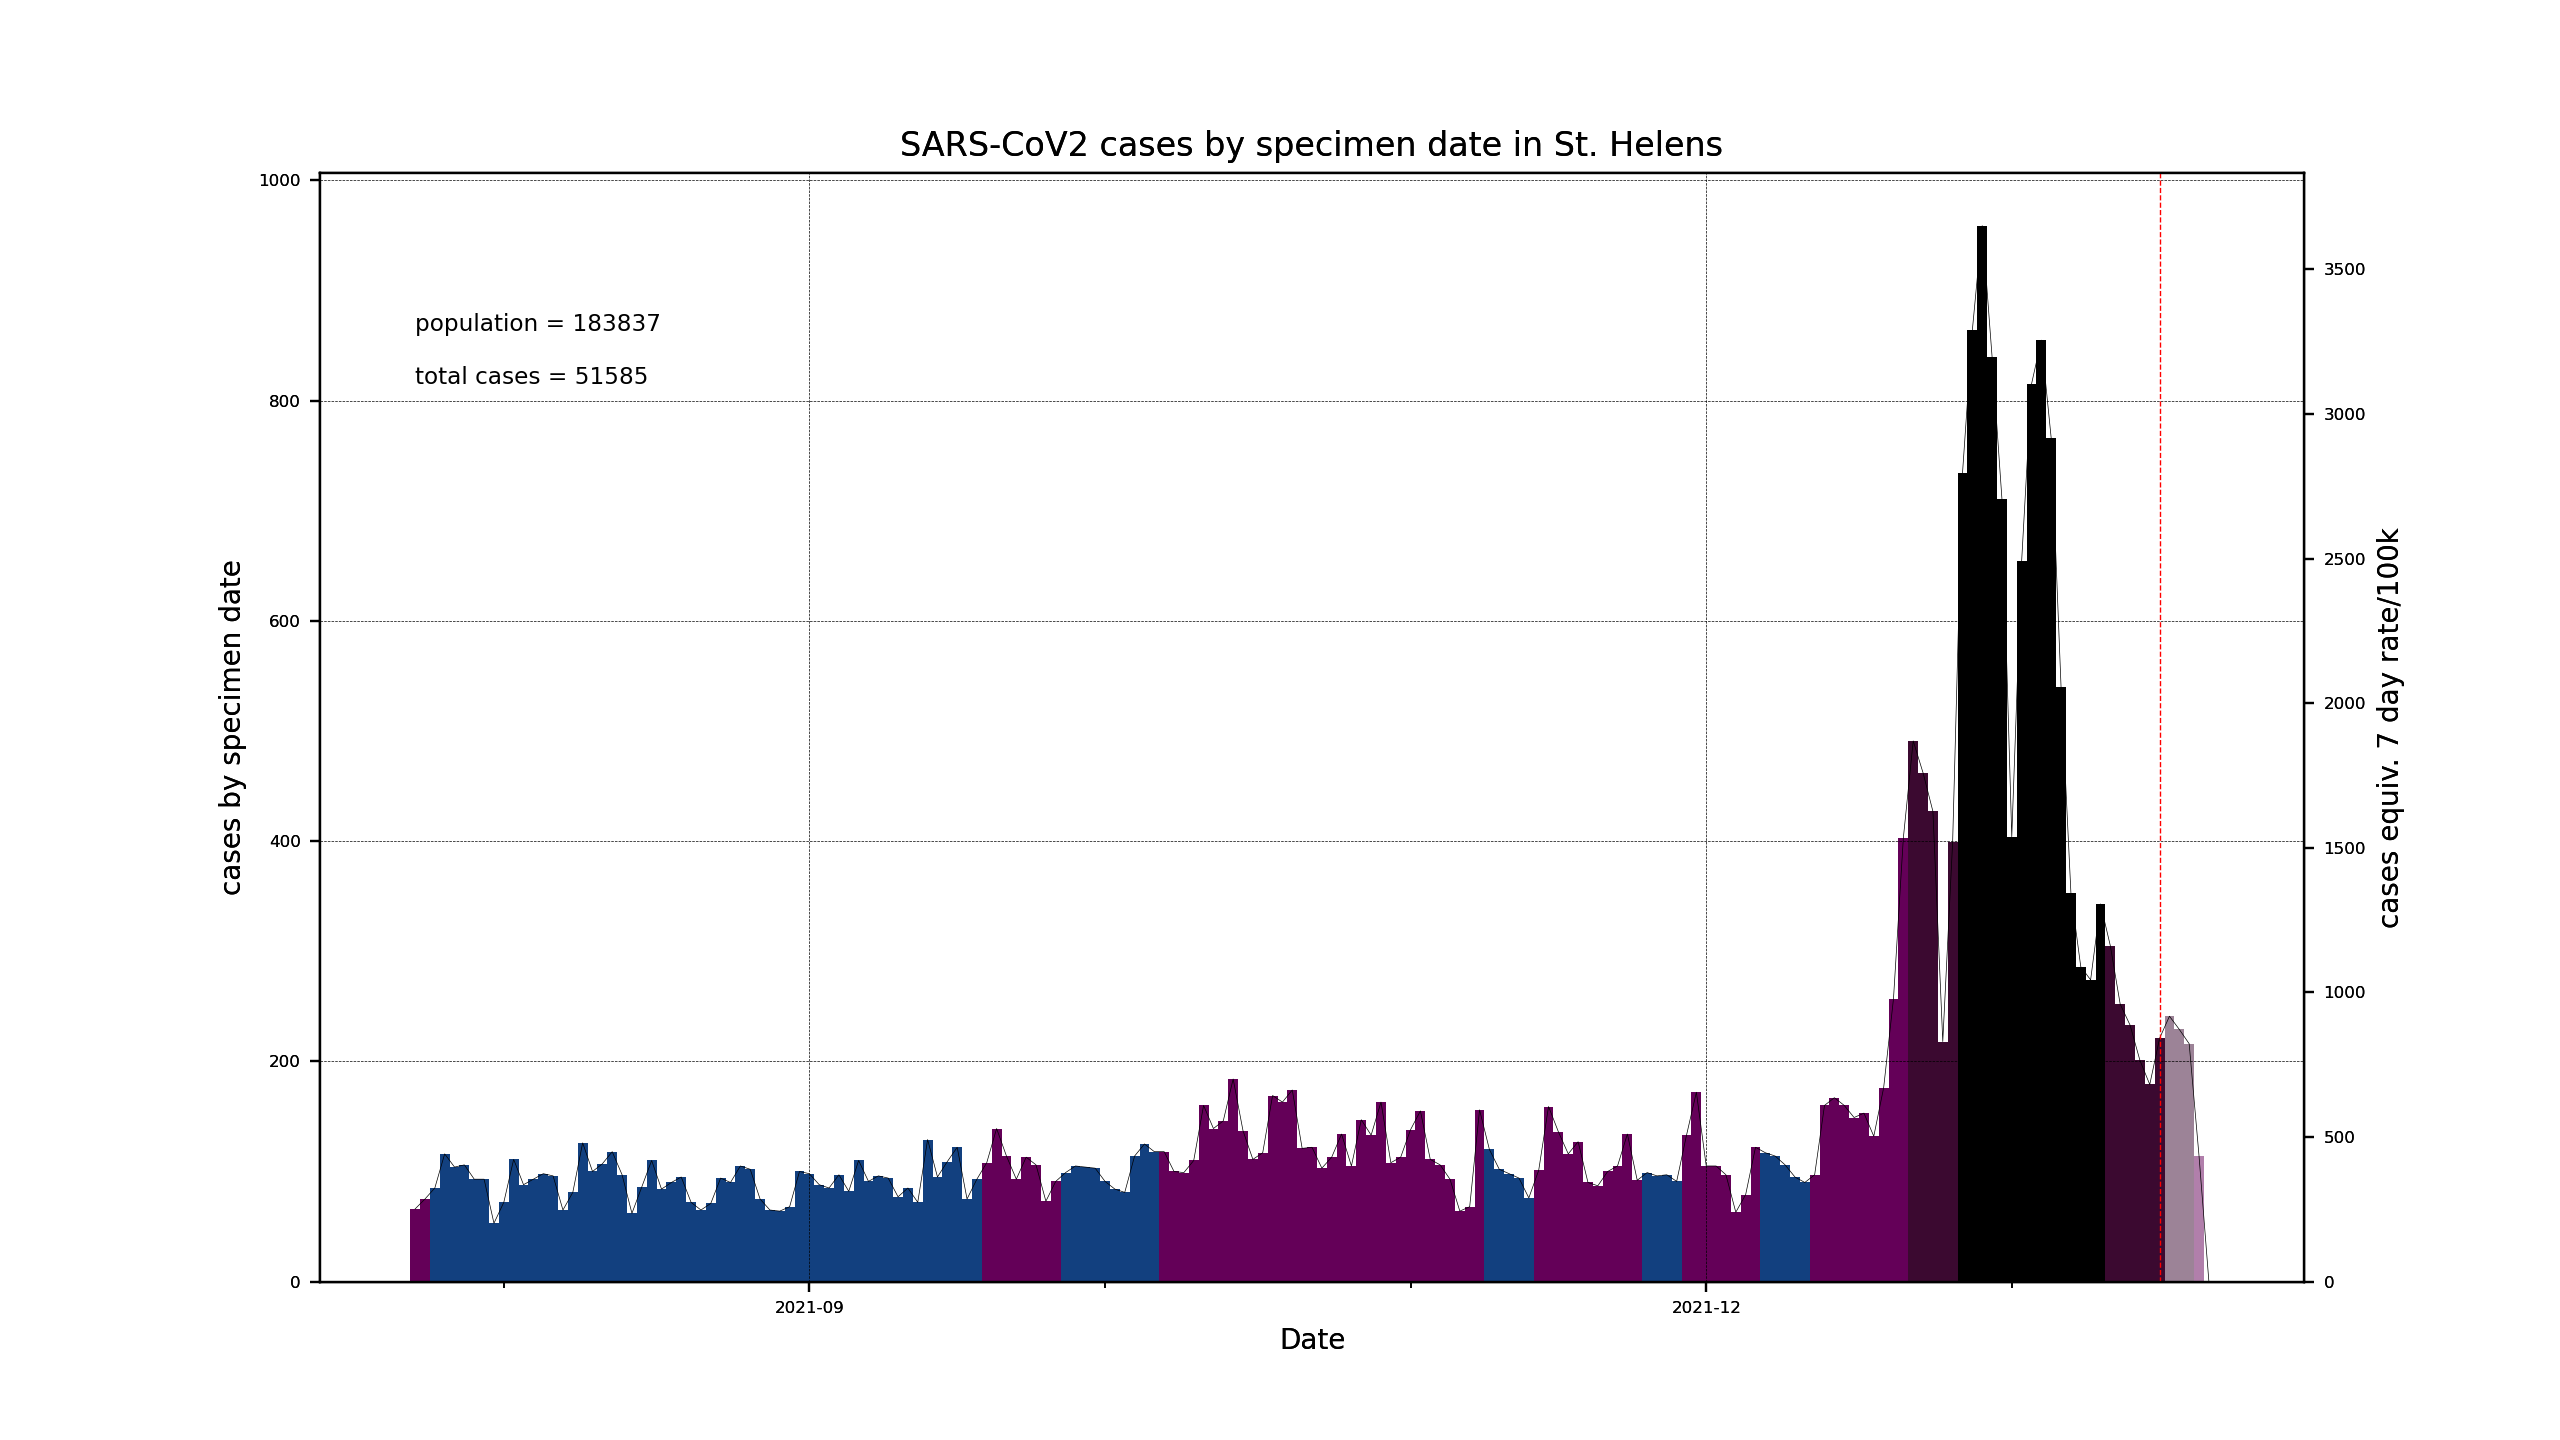 SARS-CoV2 cases by specimen date in St. Helens
1000
800
600
400
200
0
cases by specimen date
population = 183837
total cases = 51585
3500
3000
2500
2000
1500
1000
500
0
cases equiv. 7 day rate/100k
2021-09
2021-12
Date